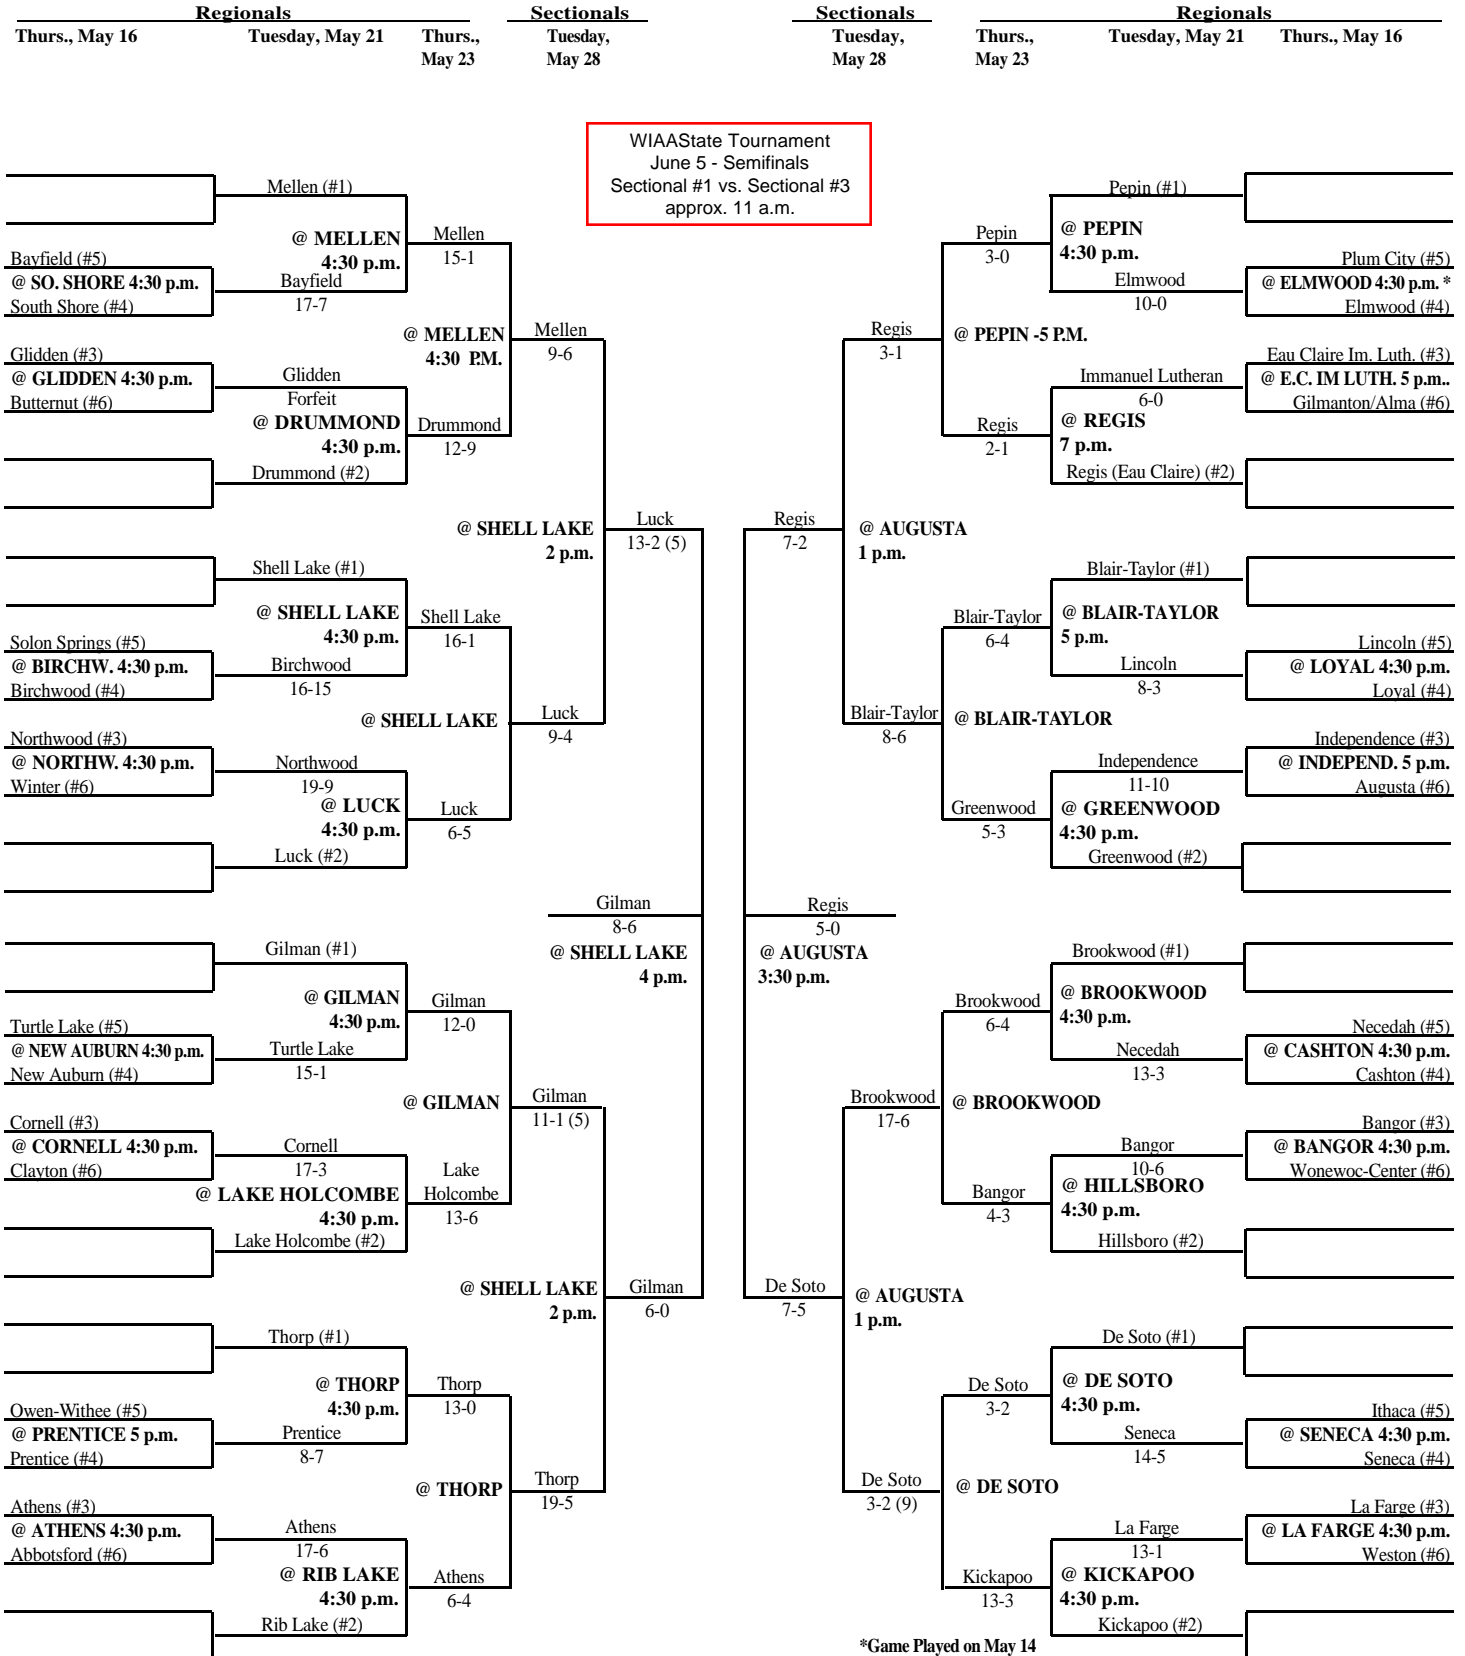 Regionals
Sectionals
Sectionals
Regionals
Thurs., May 16
Tuesday, May 21
Thurs.,
May 23
Tuesday,
May 28
Tuesday,
May 28
Thurs.,
May 23
Tuesday, May 21
Thurs., May 16
WIAAState Tournament
June 5 - Semifinals
Sectional #1 vs. Sectional #3
approx. 11 a.m.
Mellen (#1)
@ MELLEN
4:30 p.m.
Mellen
15-1
Bayfield (#5)
@ SO. SHORE 4:30 p.m.
South Shore (#4)
Bayfield
17-7
@ MELLEN
4:30 P.M.
Mellen
9-6
Glidden (#3)
@ GLIDDEN 4:30 p.m.
Butternut (#6)
Glidden
Forfeit
@ DRUMMOND
4:30 p.m.
Drummond
12-9
Drummond (#2)
@ SHELL LAKE
2 p.m.
Luck
13-2 (5)
Shell Lake (#1)
@ SHELL LAKE
4:30 p.m.
Shell Lake
16-1
Solon Springs (#5)
@ BIRCHW. 4:30 p.m.
Birchwood (#4)
Birchwood
16-15
@ SHELL LAKE
Luck
9-4
Northwood (#3)
@ NORTHW. 4:30 p.m.
Winter (#6)
Northwood
19-9
@ LUCK
4:30 p.m.
Luck
6-5
Luck (#2)
Gilman
8-6
@ SHELL LAKE
4 p.m.
Gilman (#1)
@ GILMAN
4:30 p.m.
Gilman
12-0
Turtle Lake (#5)
@ NEW AUBURN 4:30 p.m.
New Auburn (#4)
Turtle Lake
15-1
@ GILMAN
Gilman
11-1 (5)
Cornell (#3)
@ CORNELL 4:30 p.m.
Clayton (#6)
Cornell
17-3
@ LAKE HOLCOMBE
4:30 p.m.
Lake
Holcombe
13-6
Lake Holcombe (#2)
@ SHELL LAKE
2 p.m.
Gilman
6-0
Thorp (#1)
@ THORP
4:30 p.m.
Thorp
13-0
Owen-Withee (#5)
@ PRENTICE 5 p.m.
Prentice (#4)
Prentice
8-7
@ THORP
Thorp
19-5
Athens (#3)
@ ATHENS 4:30 p.m.
Abbotsford (#6)
Athens
17-6
@ RIB LAKE
4:30 p.m.
Athens
6-4
Rib Lake (#2)
Pepin (#1)
Pepin
3-0
@ PEPIN
4:30 p.m.
Plum City (#5)
@ ELMWOOD 4:30 p.m. *
Elmwood (#4)
Elmwood
10-0
Regis
3-1
@ PEPIN -5 P.M.
Eau Claire Im. Luth. (#3)
@ E.C. IM LUTH. 5 p.m..
Gilmanton/Alma (#6)
Immanuel Lutheran
6-0
Regis
2-1
@ REGIS
7 p.m.
Regis (Eau Claire) (#2)
Regis
7-2
@ AUGUSTA
1 p.m.
Blair-Taylor (#1)
Blair-Taylor
6-4
@ BLAIR-TAYLOR
5 p.m.
Lincoln (#5)
@ LOYAL 4:30 p.m.
Loyal (#4)
Lincoln
8-3
Blair-Taylor
8-6
@ BLAIR-TAYLOR
Independence (#3)
@ INDEPEND. 5 p.m.
Augusta (#6)
Independence
11-10
Greenwood
5-3
@ GREENWOOD
4:30 p.m.
Greenwood (#2)
Regis
5-0
@ AUGUSTA
3:30 p.m.
Brookwood (#1)
Brookwood
6-4
@ BROOKWOOD
4:30 p.m.
Necedah (#5)
@ CASHTON 4:30 p.m.
Cashton (#4)
Necedah
13-3
Brookwood
17-6
@ BROOKWOOD
Bangor (#3)
@ BANGOR 4:30 p.m.
Wonewoc-Center (#6)
Bangor
10-6
Bangor
4-3
@ HILLSBORO
4:30 p.m.
Hillsboro (#2)
De Soto
7-5
@ AUGUSTA
1 p.m.
De Soto (#1)
De Soto
3-2
@ DE SOTO
4:30 p.m.
Ithaca (#5)
@ SENECA 4:30 p.m.
Seneca (#4)
Seneca
14-5
De Soto
3-2 (9)
@ DE SOTO
La Farge (#3)
@ LA FARGE 4:30 p.m.
Weston (#6)
La Farge
13-1
Kickapoo
13-3
@ KICKAPOO
4:30 p.m.
Kickapoo (#2)
*Game Played on May 14